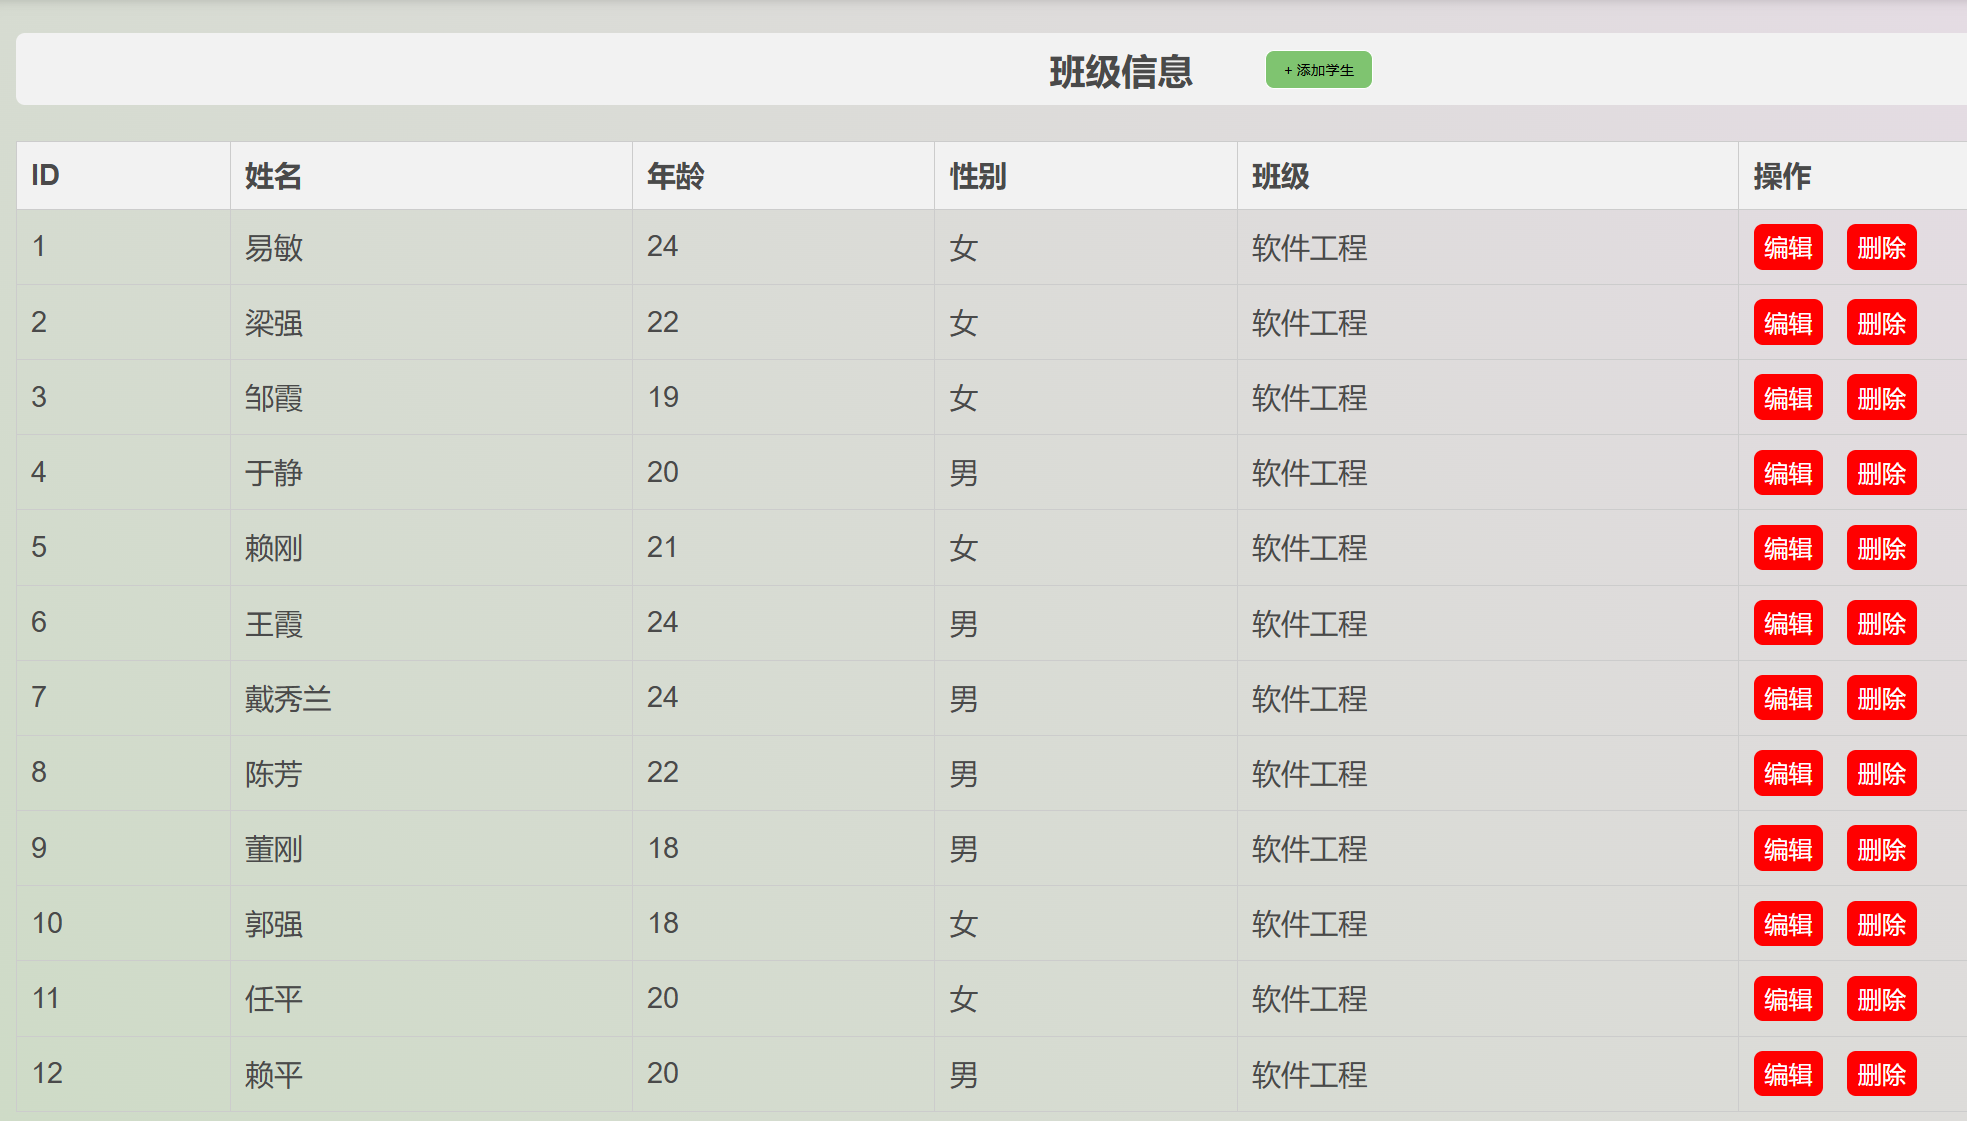 班级信息 + 添加学生
ID 姓名 年龄 性别 班级 操作
1 易敏 24 女 软件工程 编辑 删除
2 梁强 22 女 软件工程 编辑 删除
3 邹霞 19 女 软件工程 编辑 删除
4 于静 20 男 软件工程 编辑 删除
5 赖刚 21 女 软件工程 编辑 删除
6 王霞 24 男 软件工程 编辑 删除
7 戴秀兰 24 男 软件工程 编辑 删除
8 陈芳 22 男 软件工程 编辑 删除
9 董刚 18 男 软件工程 编辑 删除
10 郭强 18 女 软件工程 编辑 删除
11 任平 20 女 软件工程 编辑 删除
12 赖平 20 男 软件工程 编辑 删除